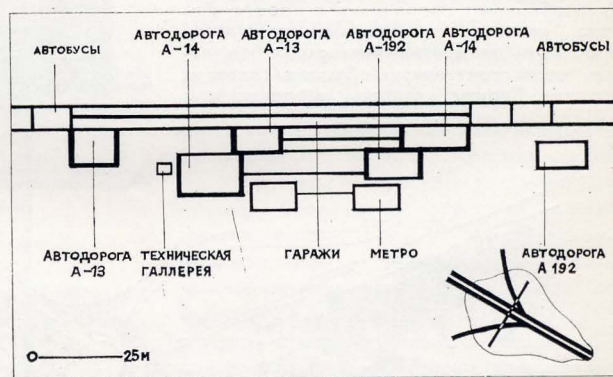 АВТОБУСЫ
АВТОДОРОГА
А-14
АВТОДОРОГА
А-13
АВТОДОРОГА
А-192
АВТОДОРОГА
А-14
АВТОБУСЫ
АВТОДОРОГА
А-13
ТЕХНИЧЕСКАЯ
ГАЛЛЕРЕЯ
ГАРАЖИ
МЕТРО
АВТОДОРОГА
А 192
25м